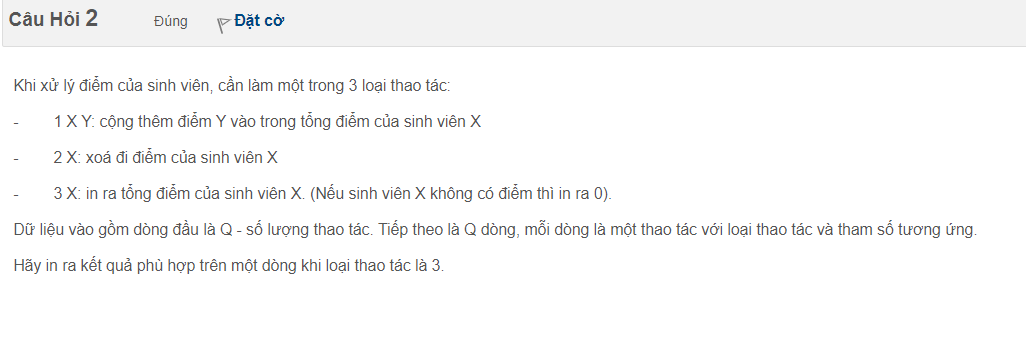 Câu Hỏi 2 Đúng Đặt cờ
Khi xử lý điểm của sinh viên, cần làm một trong 3 loại thao tác:
- 1 X Y: cộng thêm điểm Y vào trong tổng điểm của sinh viên X
- 2 X: xoá đi điểm của sinh viên X
- 3 X: in ra tổng điểm của sinh viên X. (Nếu sinh viên X không có điểm thì in ra 0).
Dữ liệu vào gồm dòng đầu là Q - số lượng thao tác. Tiếp theo là Q dòng, mỗi dòng là một thao tác với loại thao tác và tham số tương ứng.
Hãy in ra kết quả phù hợp trên một dòng khi loại thao tác là 3.